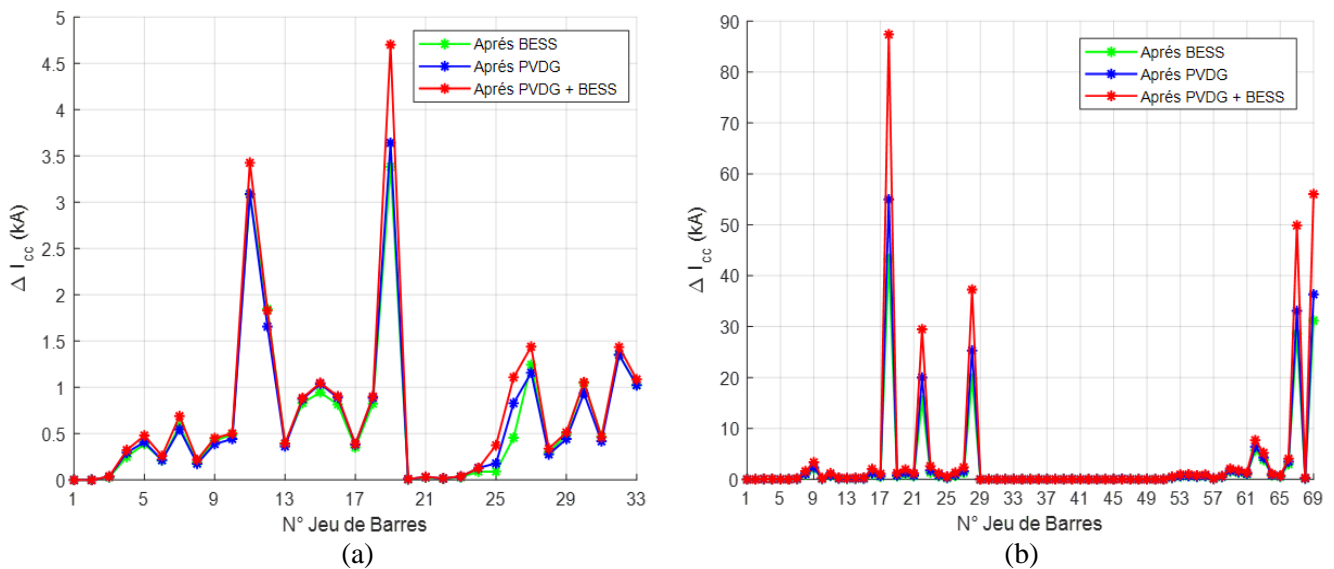 5
4.5
4
3.5
3
2.5
2
1.5
1
0.5
0
Δ I_cc (kA)
Aprés BESS
Aprés PVDG
Aprés PVDG + BESS
1 5 9 13 17 21 25 29 33
N° Jeu de Barres
(a)
90
80
70
60
50
40
30
20
10
0
Δ I_cc (kA)
Aprés BESS
Aprés PVDG
Aprés PVDG + BESS
1 5 9 13 17 21 25 29 33 37 41 45 49 53 57 61 65 69
N° Jeu de Barres
(b)